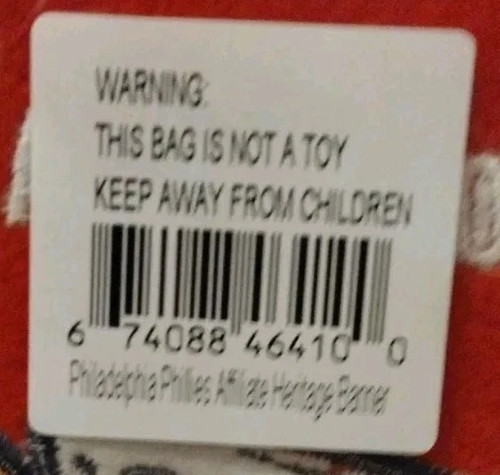 WARNING:
THIS BAG IS NOT A TOY
KEEP AWAY FROM CHILDREN
6 74088 46410 0
Philadelphia Phillies Affiliate Heritage Banner